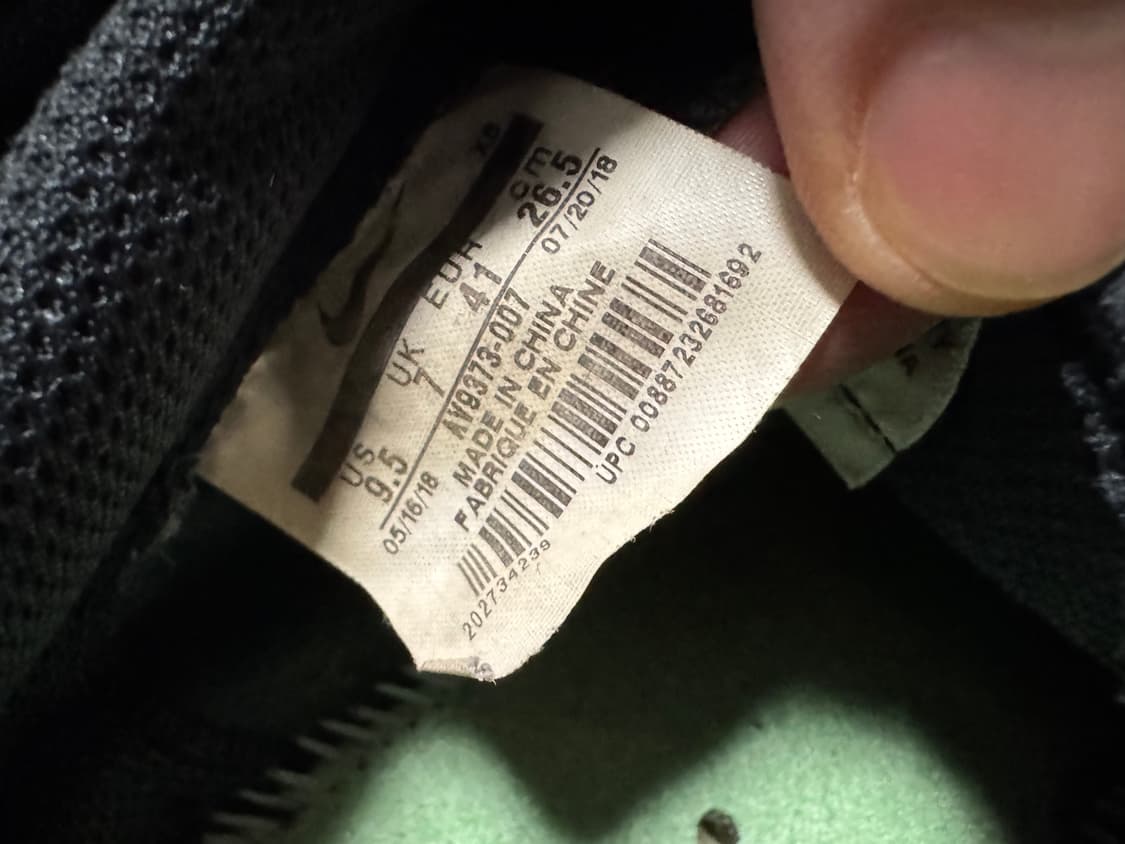 XB
US UK EUR cm
9.5 7 41 26.5
05/16/18 07/20/18
AV9373-007
MADE IN CHINA
FABRIQUE EN CHINE
UPC 00887232681692
202734239